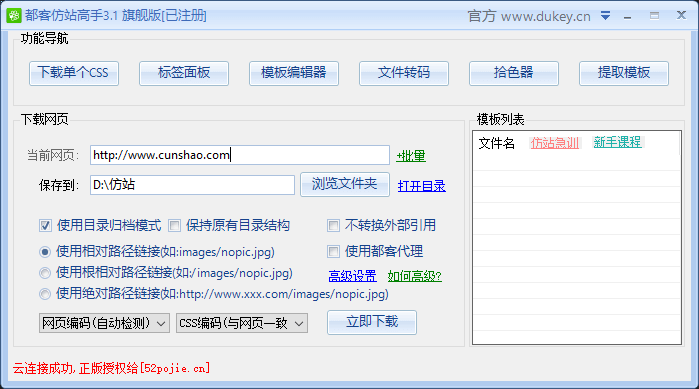 都客仿站高手3.1 旗舰版[已注册] 官方 www.dukey.cn
功能导航
下载单个CSS 标签面板 模板编辑器 文件转码 拾色器 提取模板
下载网页 模板列表
当前网页: http://www.cunshao.com +批量 文件名 仿站急训 新手课程
保存到: D:\仿站 浏览文件夹 打开目录
使用目录归档模式 保持原有目录结构 不转换外部引用
使用相对路径链接(如:images/nopic.jpg) 使用都客代理
使用根相对路径链接(如:/images/nopic.jpg) 高级设置 如何高级?
使用绝对路径链接(如:http://www.xxx.com/images/nopic.jpg)
网页编码(自动检测) CSS编码(与网页一致 立即下载
云连接成功,正版授权给[52pojie.cn]